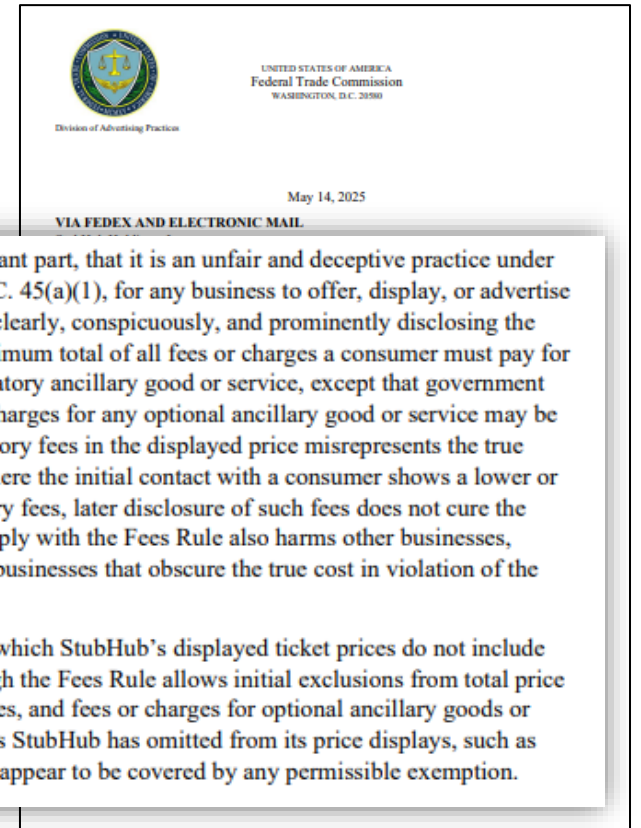 UNITED STATES OF AMERICA
Federal Trade Commission
WASHINGTON, D.C. 20580
Division of Advertising Practices
May 14, 2025
VIA FEDEX AND ELECTRONIC MAIL
ant part, that it is an unfair and deceptive practice under
C. 45(a)(1), for any business to offer, display, or advertise
clearly, conspicuously, and prominently disclosing the
imum total of all fees or charges a consumer must pay for
atory ancillary good or service, except that government
harges for any optional ancillary good or service may be
ory fees in the displayed price misrepresents the true
ere the initial contact with a consumer shows a lower or
ry fees, later disclosure of such fees does not cure the
ply with the Fees Rule also harms other businesses,
businesses that obscure the true cost in violation of the
which StubHub’s displayed ticket prices do not include
gh the Fees Rule allows initial exclusions from total price
es, and fees or charges for optional ancillary goods or
s StubHub has omitted from its price displays, such as
appear to be covered by any permissible exemption.